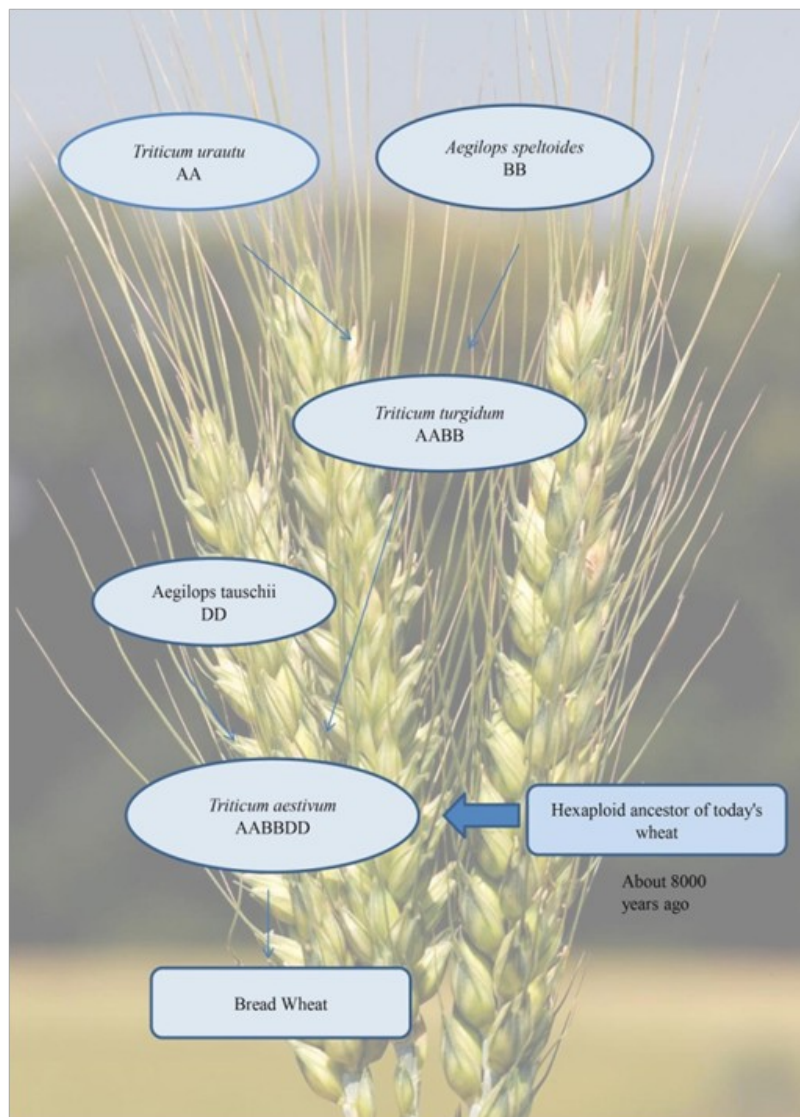 Triticum urautu
AA
Aegilops speltoides
BB
Triticum turgidum
AABB
Aegilops tauschii
DD
Triticum aestivum
AABBDD
Hexaploid ancestor of today's
wheat
About 8000
years ago
Bread Wheat